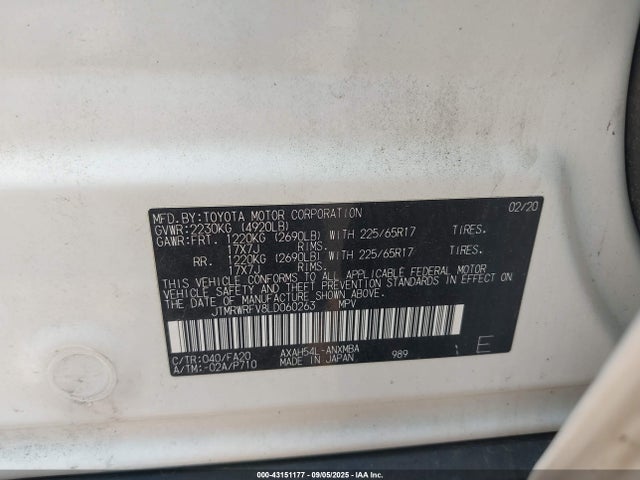 MFD.BY:TOYOTA MOTOR CORPORATION 02/20
GVWR:2230KG (4920LB)
GAWR:FRT. 1220KG (2690LB) WITH 225/65R17 TIRES.
17X7J RIMS.
RR. 1220KG (2690LB) WITH 225/65R17 TIRES.
17X7J RIMS.
THIS VEHICLE CONFORMS TO ALL APPLICABLE FEDERAL MOTOR
VEHICLE SAFETY AND THEFT PREVENTION STANDARDS IN EFFECT ON
THE DATE OF MANUFACTURE SHOWN ABOVE.
JTMRWRFV8LD060263 MPV
C/TR:040/FA20 AXAH54L-ANXMBA
A/TM:-02A/P710 MADE IN JAPAN 989 E
000-43151177 - 09/05/2025 - IAA Inc.